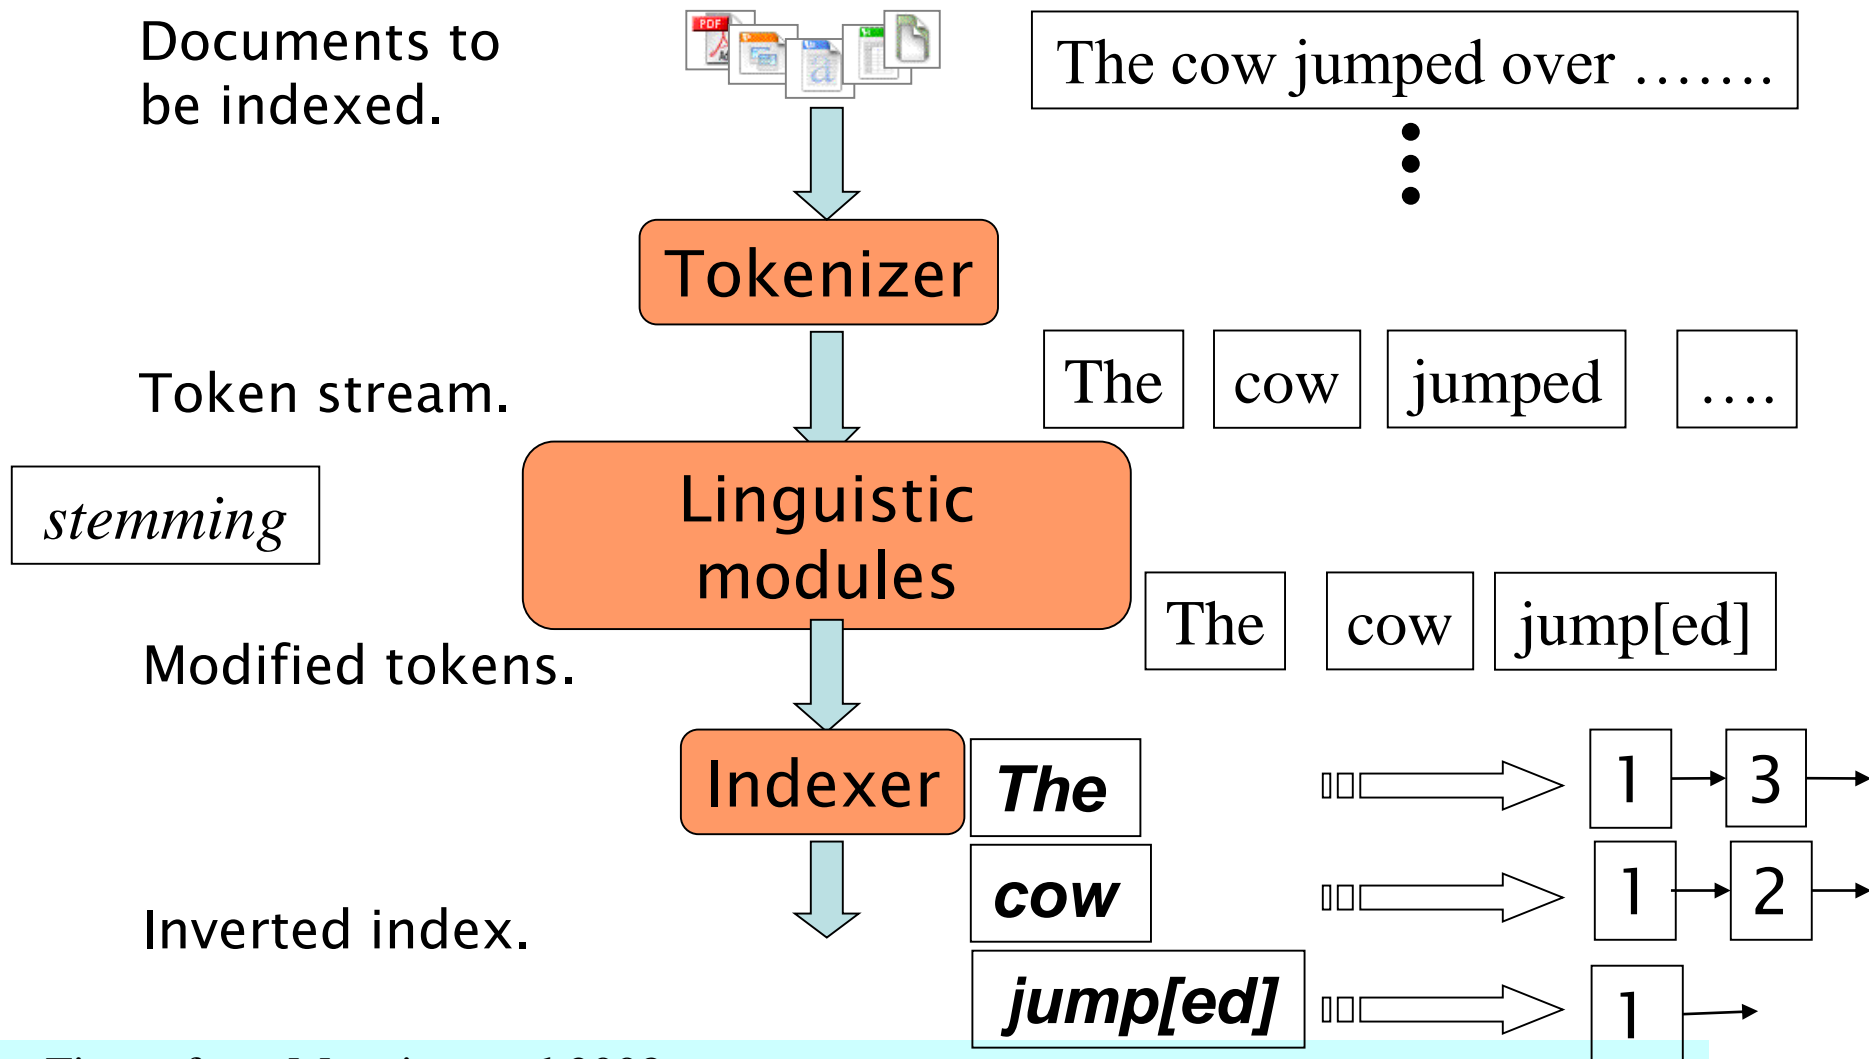 Documents to
be indexed.
PDF
a
The cow jumped over …….
Tokenizer
Token stream.
The cow jumped ….
stemming
Linguistic
modules
The cow jump[ed]
Modified tokens.
Indexer
The 1 3
cow 1 2
Inverted index.
jump[ed] 1